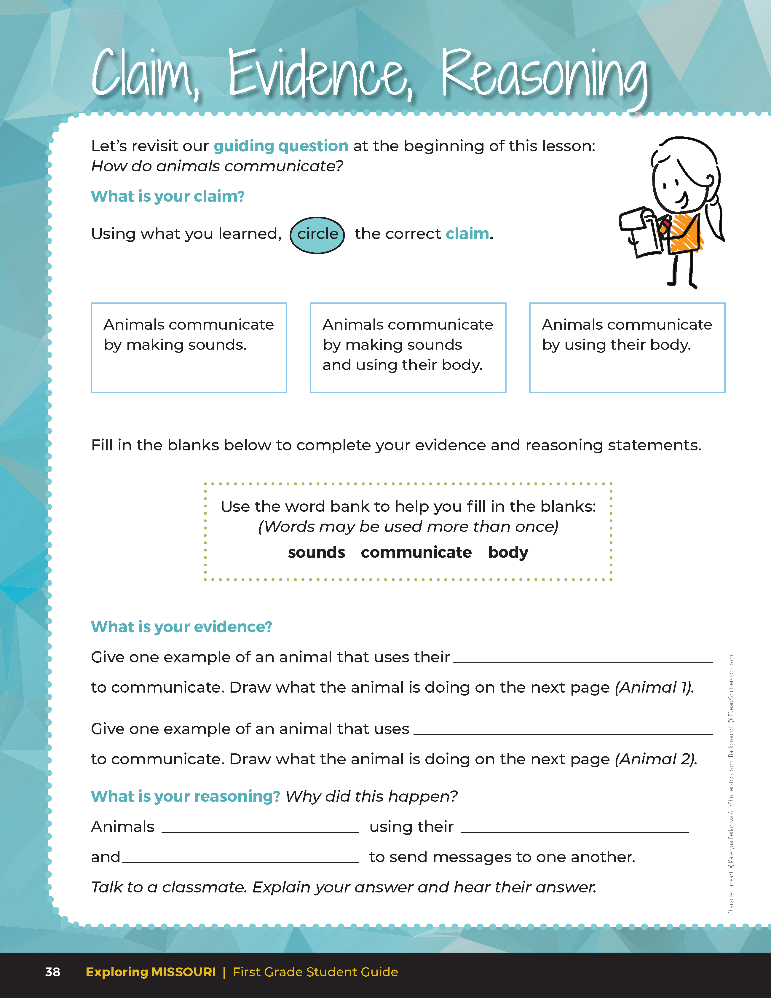 Claim, Evidence, Reasoning
Let’s revisit our guiding question at the beginning of this lesson:
How do animals communicate?
What is your claim?
Using what you learned, circle the correct claim.
Animals communicate
by making sounds.
Animals communicate
by making sounds
and using their body.
Animals communicate
by using their body.
Fill in the blanks below to complete your evidence and reasoning statements.
Use the word bank to help you fill in the blanks:
(Words may be used more than once)
sounds communicate body
What is your evidence?
Give one example of an animal that uses their
to communicate. Draw what the animal is doing on the next page (Animal 1).
Give one example of an animal that uses
to communicate. Draw what the animal is doing on the next page (Animal 2).
What is your reasoning? Why did this happen?
Animals using their
and to send messages to one another.
Talk to a classmate. Explain your answer and hear their answer.
38 Exploring MISSOURI | First Grade Student Guide